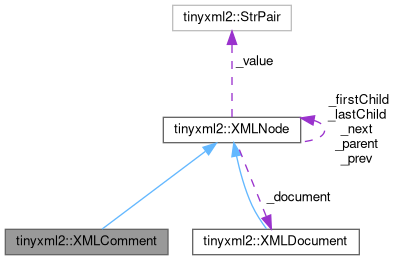 tinyxml2::StrPair
_value
_firstChild
_lastChild
_next
_parent
_prev
tinyxml2::XMLNode
_document
tinyxml2::XMLComment
tinyxml2::XMLDocument